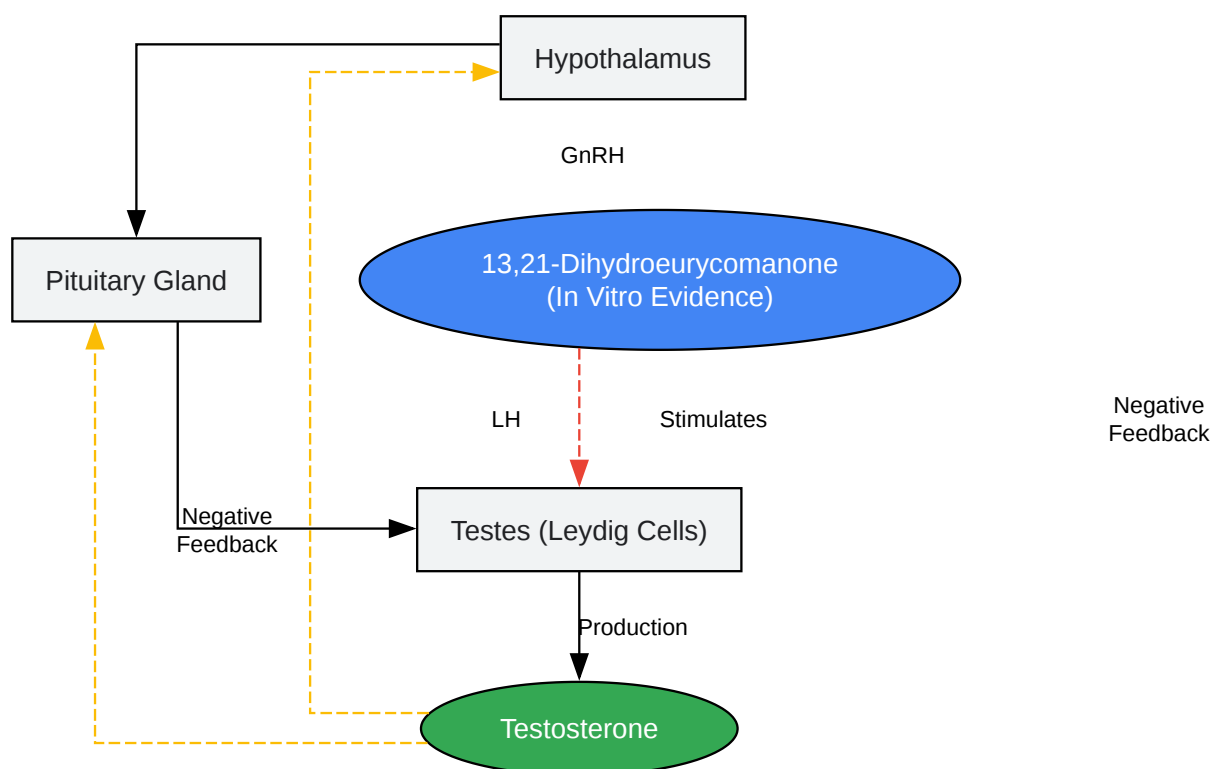 Hypothalamus
GnRH
13,21-Dihydroeurycomanone
(In Vitro Evidence)
Pituitary Gland
LH
Stimulates
Negative
Feedback
Negative
Feedback
Testes (Leydig Cells)
Production
Testosterone